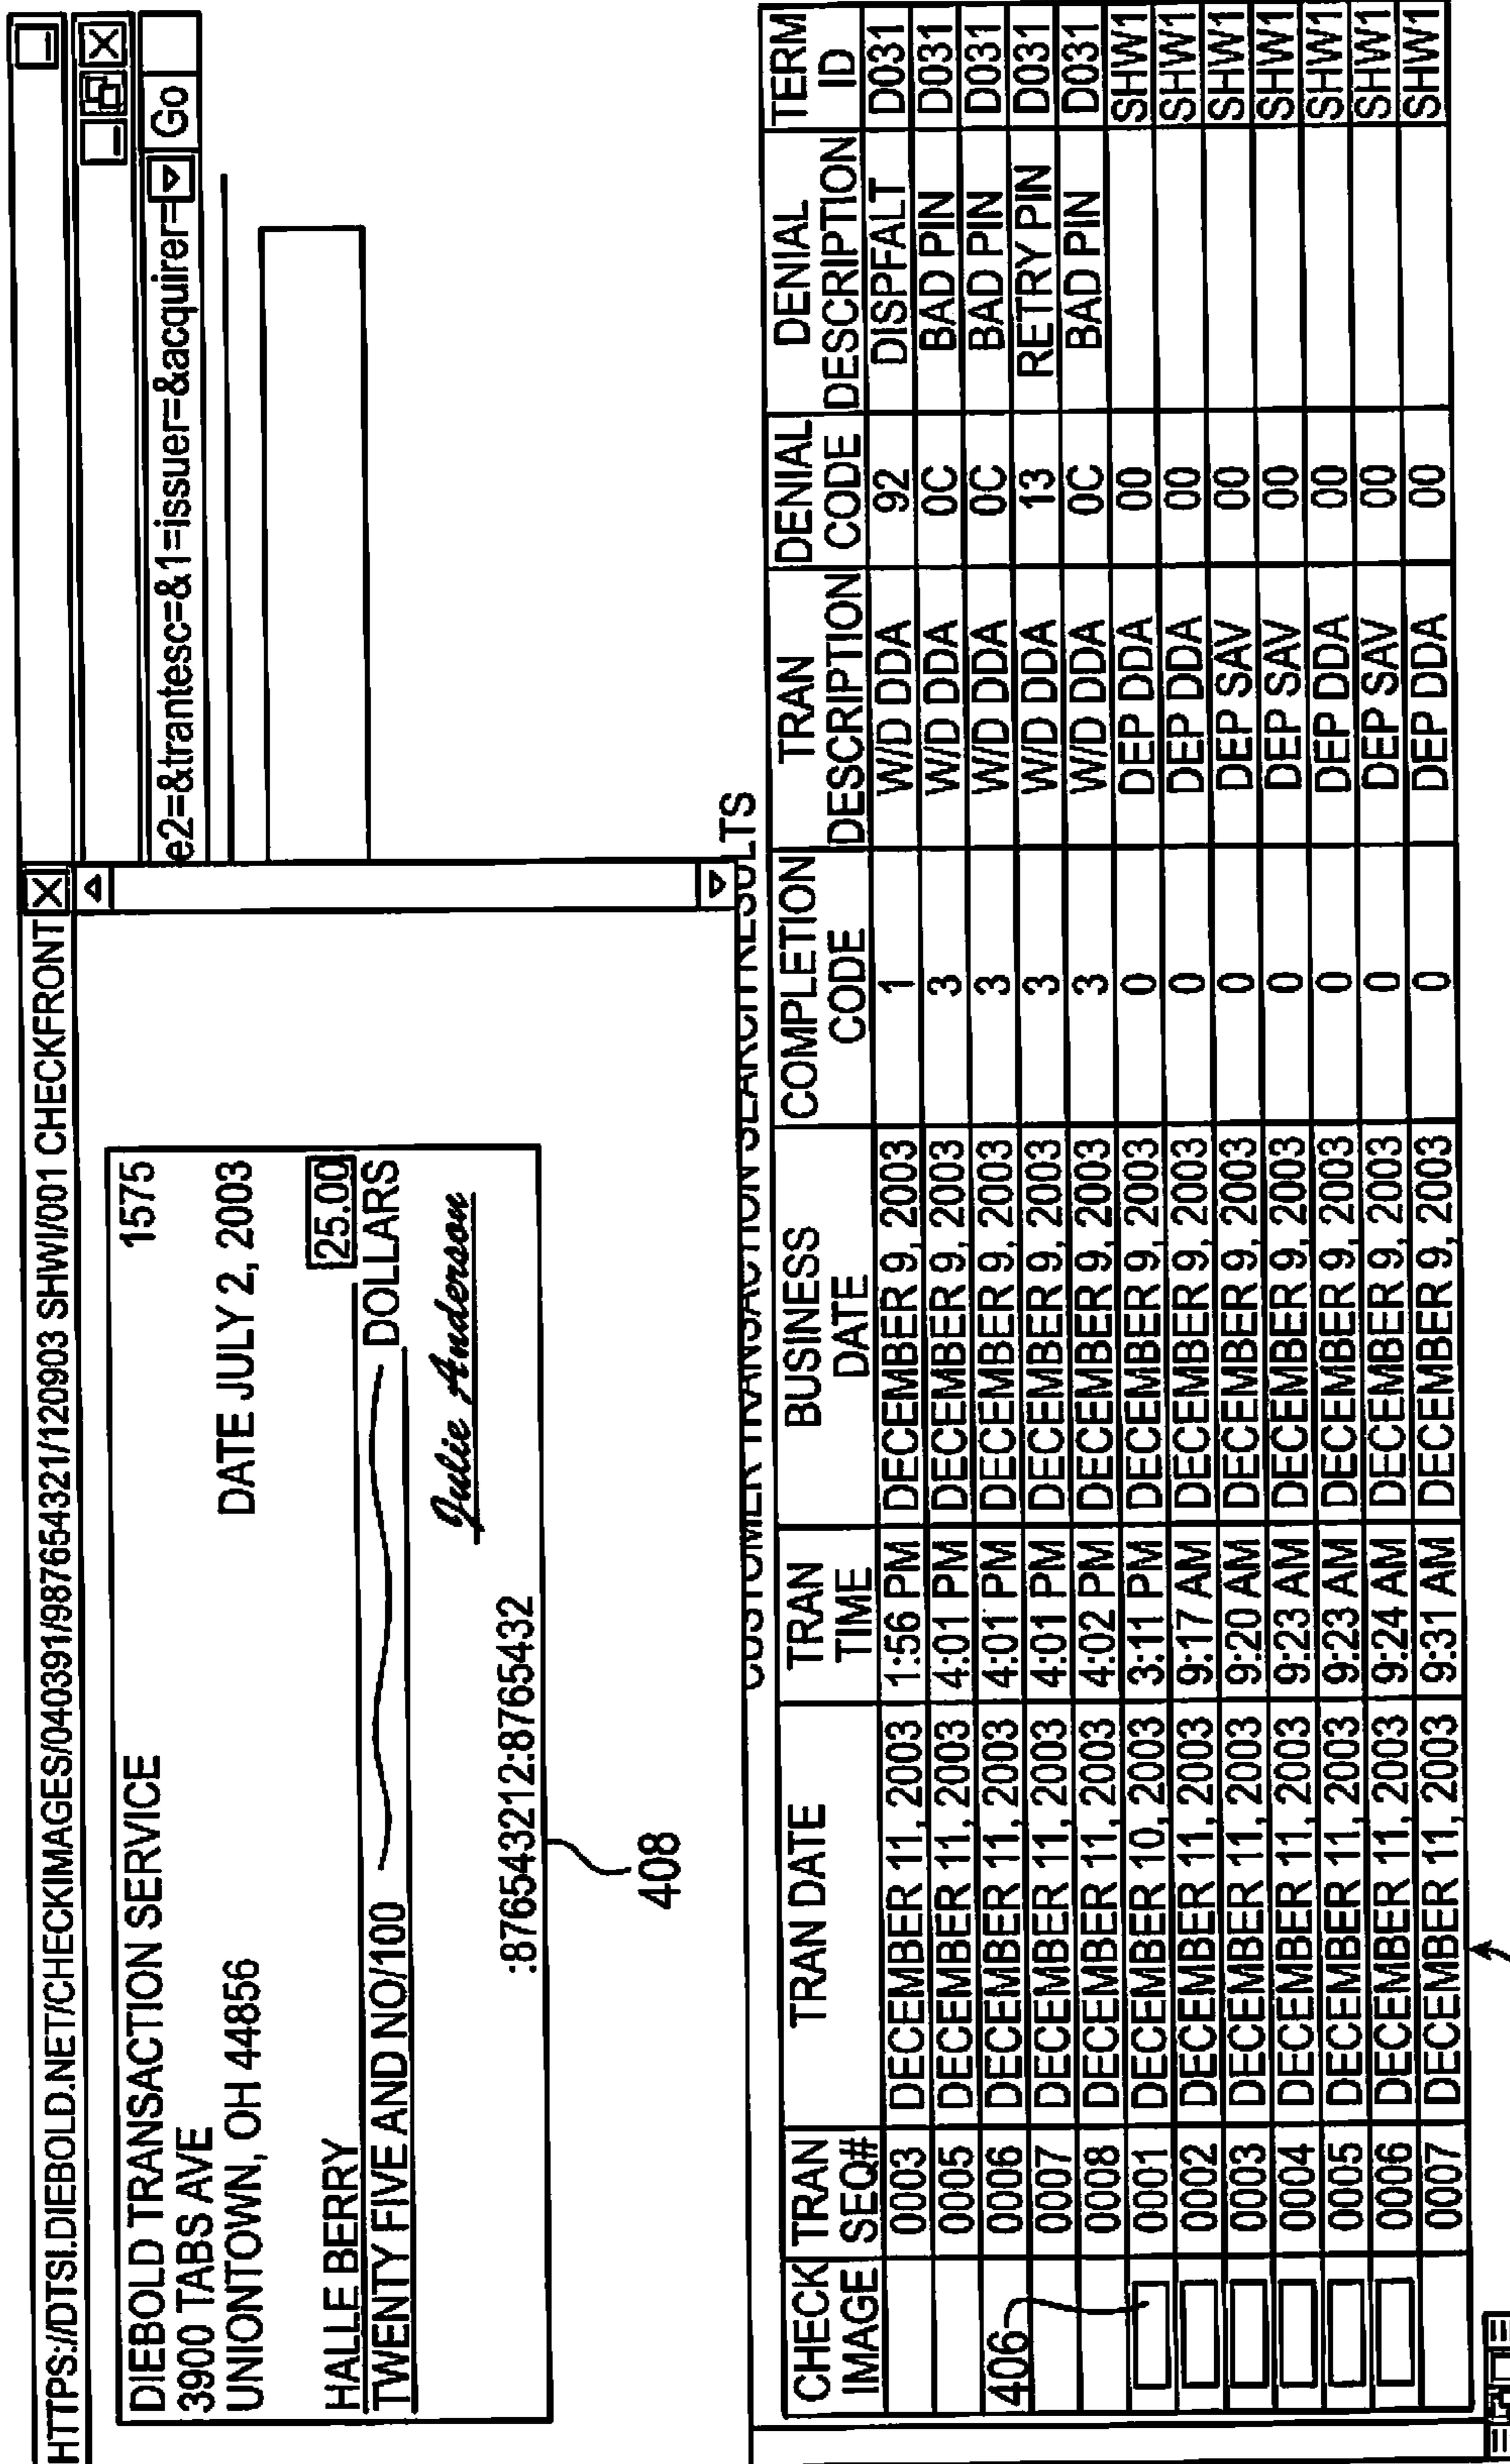 HTTPS://DTSI.DIEBOLD.NET/CHECKIMAGES/040391/987654321/120903 SHWI/001 CHECKFRONT
e2=&trantesc=&1=issuer=&acquirer= Go
DIEBOLD TRANSACTION SERVICE 1575
3900 TABS AVE
UNIONTOWN, OH 44856 DATE JULY 2, 2003
HALLE BERRY 25.00
TWENTY FIVE AND NO/100 DOLLARS
Julie Anderson
:876543212:8765432
408
CUSTOMER TRANSACTION SEARCH RESULTS
CHECK IMAGE TRAN SEQ# TRAN DATE TRAN TIME BUSINESS DATE COMPLETION CODE TRAN DESCRIPTION DENIAL CODE DENIAL DESCRIPTION TERM ID
0003 DECEMBER 11, 2003 1:56 PM DECEMBER 9, 2003 1 W/D DDA 92 DISPFALT D031
0005 DECEMBER 11, 2003 4:01 PM DECEMBER 9, 2003 3 W/D DDA 0C BAD PIN D031
406 0006 DECEMBER 11, 2003 4:01 PM DECEMBER 9, 2003 3 W/D DDA 0C BAD PIN D031
0007 DECEMBER 11, 2003 4:01 PM DECEMBER 9, 2003 3 W/D DDA 13 RETRY PIN D031
0008 DECEMBER 11, 2003 4:02 PM DECEMBER 9, 2003 3 W/D DDA 0C BAD PIN D031
0001 DECEMBER 10, 2003 3:11 PM DECEMBER 9, 2003 0 DEP DDA 00 SHW1
0002 DECEMBER 11, 2003 9:17 AM DECEMBER 9, 2003 0 DEP DDA 00 SHW1
0003 DECEMBER 11, 2003 9:20 AM DECEMBER 9, 2003 0 DEP SAV 00 SHW1
0004 DECEMBER 11, 2003 9:23 AM DECEMBER 9, 2003 0 DEP SAV 00 SHW1
0005 DECEMBER 11, 2003 9:23 AM DECEMBER 9, 2003 0 DEP DDA 00 SHW1
0006 DECEMBER 11, 2003 9:24 AM DECEMBER 9, 2003 0 DEP SAV 00 SHW1
0007 DECEMBER 11, 2003 9:31 AM DECEMBER 9, 2003 0 DEP DDA 00 SHW1